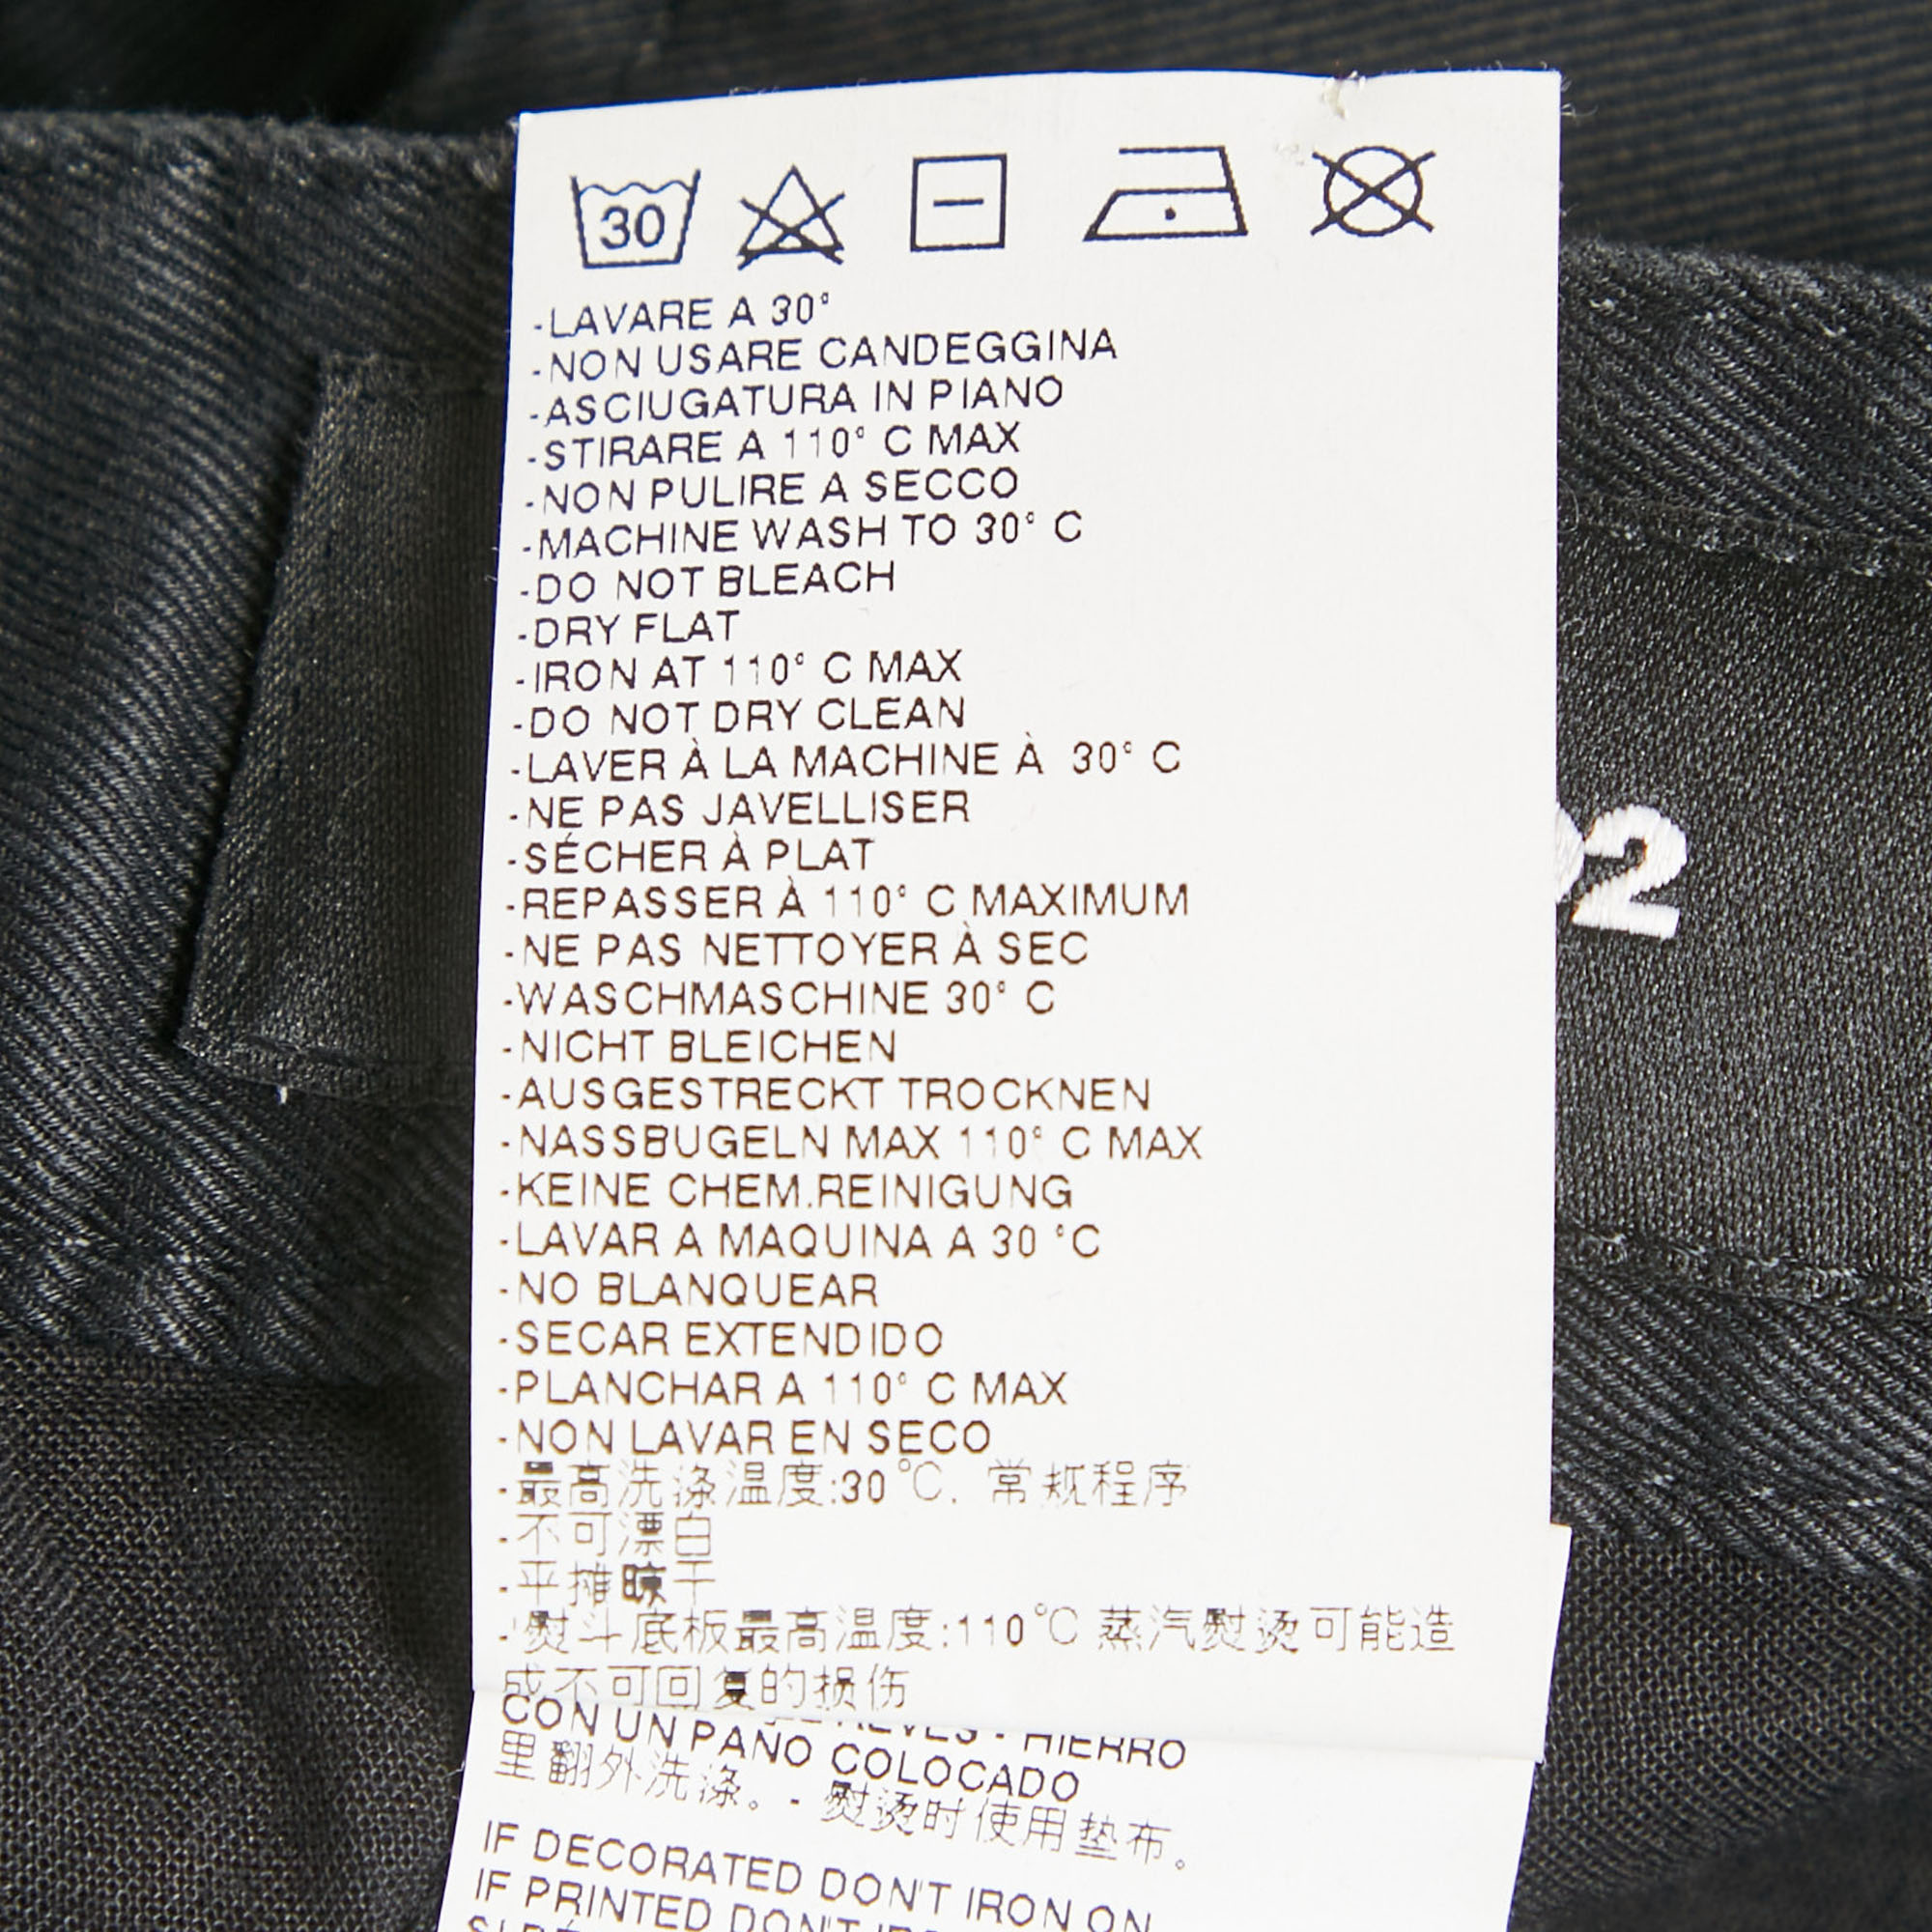 30
-LAVARE A 30°
-NON USARE CANDEGGINA
-ASCIUGATURA IN PIANO
-STIRARE A 110° C MAX
-NON PULIRE A SECCO
-MACHINE WASH TO 30° C
-DO NOT BLEACH
-DRY FLAT
-IRON AT 110° C MAX
-DO NOT DRY CLEAN
-LAVER À LA MACHINE À 30° C
-NE PAS JAVELLISER
-SÉCHER À PLAT
-REPASSER À 110° C MAXIMUM
-NE PAS NETTOYER À SEC
-WASCHMASCHINE 30° C
-NICHT BLEICHEN
-AUSGESTRECKT TROCKNEN
-NASSBUGELN MAX 110° C MAX
-KEINE CHEM.REINIGUNG
-LAVAR A MAQUINA A 30 °C
-NO BLANQUEAR
-SECAR EXTENDIDO
-PLANCHAR A 110° C MAX
-NON LAVAR EN SECO
-最高洗涤温度:30℃. 常规程序
-不可漂白
-平摊晾干
-熨斗底板最高温度:110℃ 蒸汽熨烫可能造
成不可回复的损伤
REVES - HIERRO
CON UN PANO COLOCADO
里翻外洗涤。- 熨烫时使用垫布。
IF DECORATED DON'T IRON ON
IF PRINTED DON'T
2